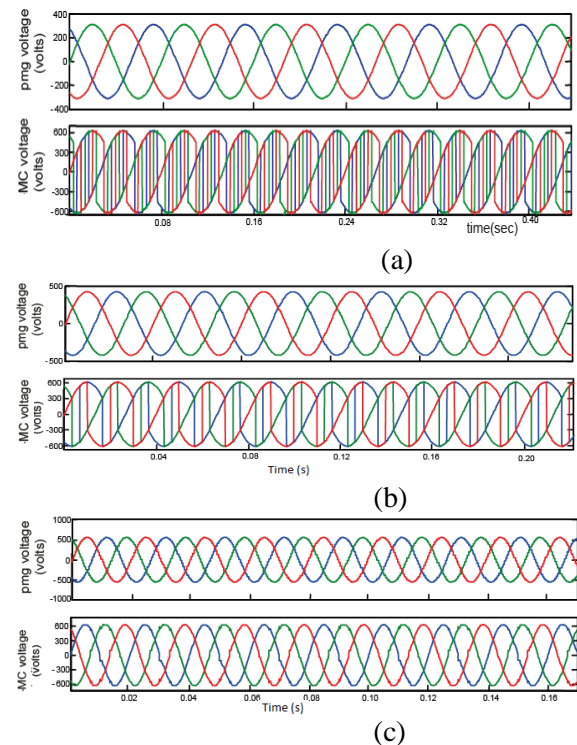 pmg voltage
(volts)
400
200
0
-200
-400
MC voltage
(volts)
600
300
0
-300
-600
0.08
0.16
0.24
0.32
0.40
time(sec)
(a)
pmg voltage
(volts)
500
0
-500
MC voltage
(volts)
600
300
0
-300
-600
0.04
0.08
0.12
0.16
0.20
Time (s)
(b)
pmg voltage
(volts)
1000
500
0
-500
-1000
MC voltage
(volts)
600
300
0
-300
-600
0.02
0.04
0.06
0.08
0.10
0.12
0.14
0.16
Time (s)
(c)